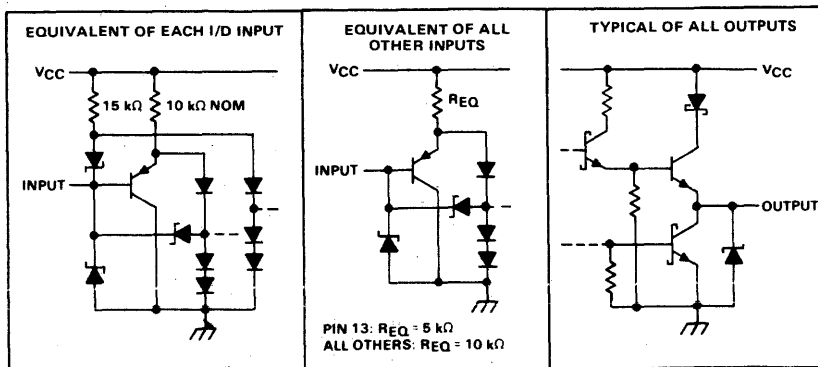 EQUIVALENT OF EACH I/D INPUT
VCC
15 kΩ
10 kΩ NOM
INPUT
EQUIVALENT OF ALL
OTHER INPUTS
VCC
REQ
INPUT
PIN 13: REQ = 5 kΩ
ALL OTHERS: REQ = 10 kΩ
TYPICAL OF ALL OUTPUTS
VCC
OUTPUT